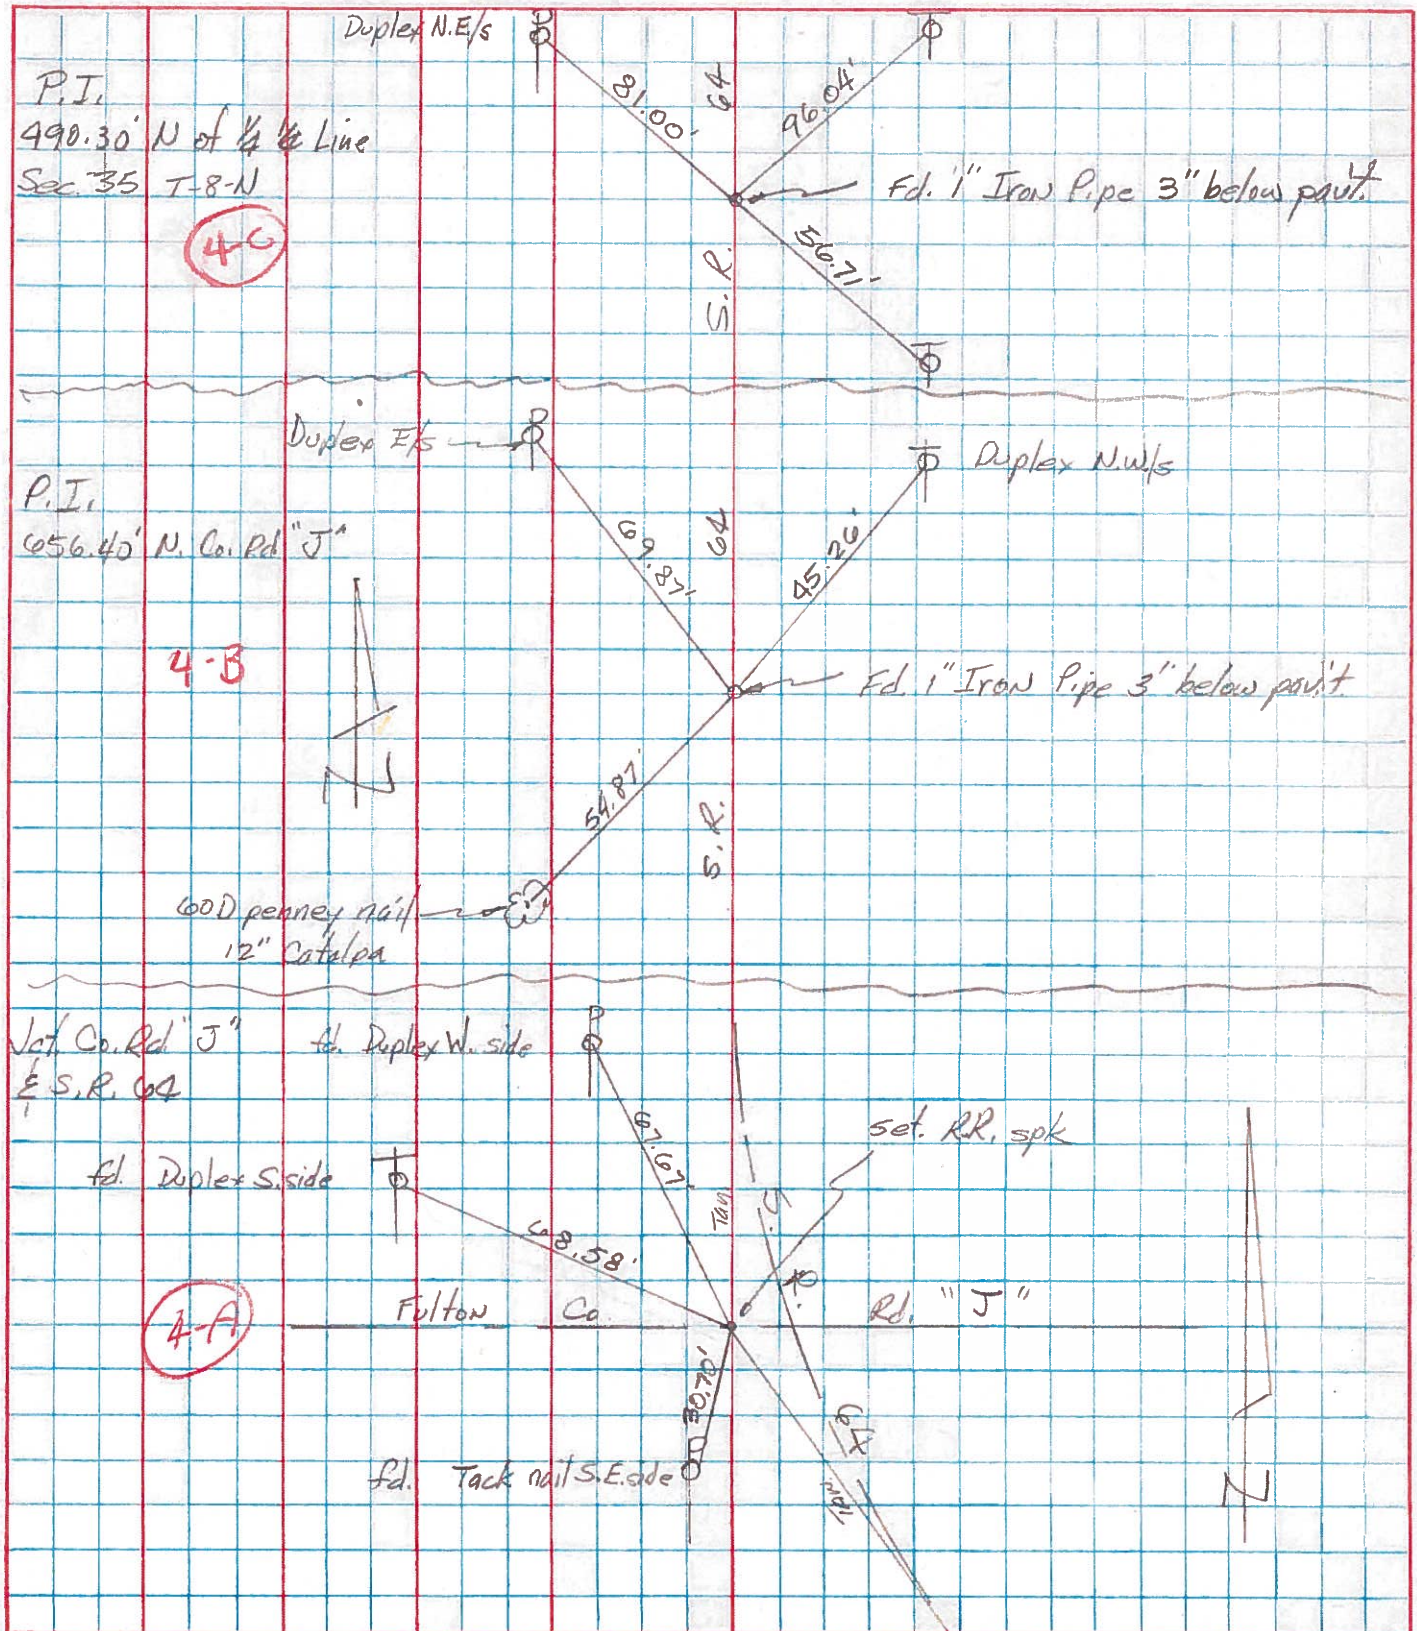 Duplex N.E/s
P.I.
490.30' N of ¼ ¼ Line
Sec. 35 T-8-N
4-C
81.00'
96.04'
S. R. 64
Fd. 1" Iron Pipe 3" below pav't.
56.71'
Duplex E/s
P
T
Duplex N.W/s
P.I.
656.40' N. Co. Rd "J"
69.87'
S. R. 64
45.26'
4-B
Fd. 1" Iron Pipe 3" below pav't.
N
54.87'
60D penney nail
12" Catalpa
Jct. Co. Rd "J"
& S. R. 64
fd. Duplex W. side
P
67.67'
set. R.R. spk
fd. Duplex S. side
T
Tan.
S. R. 64
68.58'
4-A
Fulton Co. Rd. "J"
30.70'
fd. Tack nail S.E. side
Tan
N